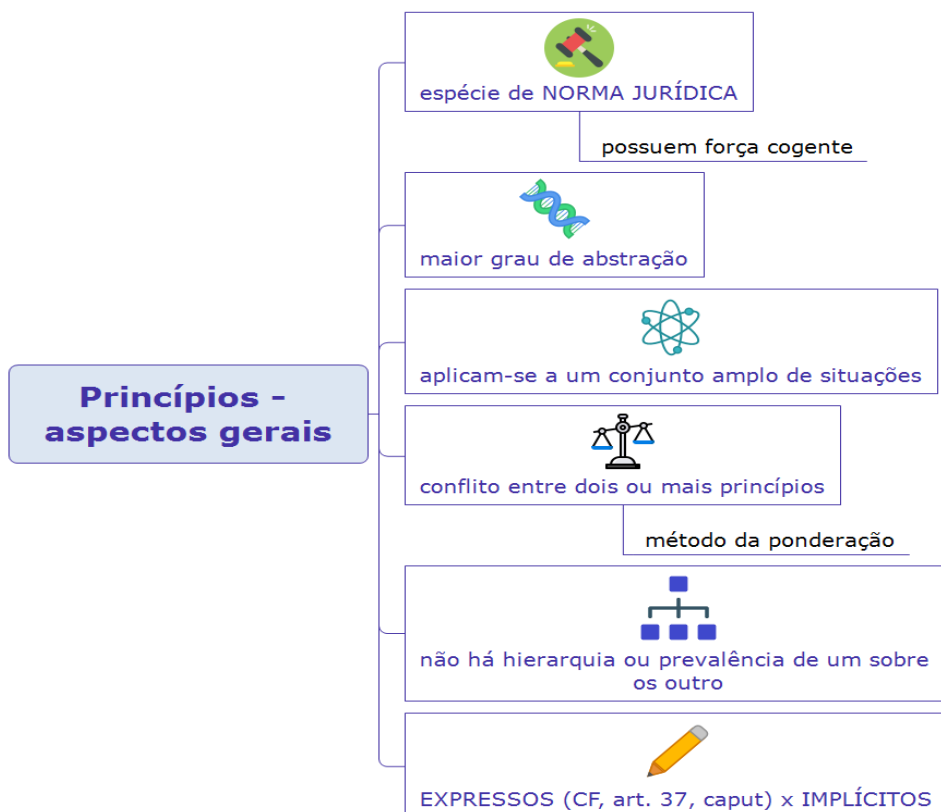 espécie de NORMA JURÍDICA
possuem força cogente
maior grau de abstração
aplicam-se a um conjunto amplo de situações
Princípios -
aspectos gerais
conflito entre dois ou mais princípios
método da ponderação
não há hierarquia ou prevalência de um sobre
os outro
EXPRESSOS (CF, art. 37, caput) x IMPLÍCITOS